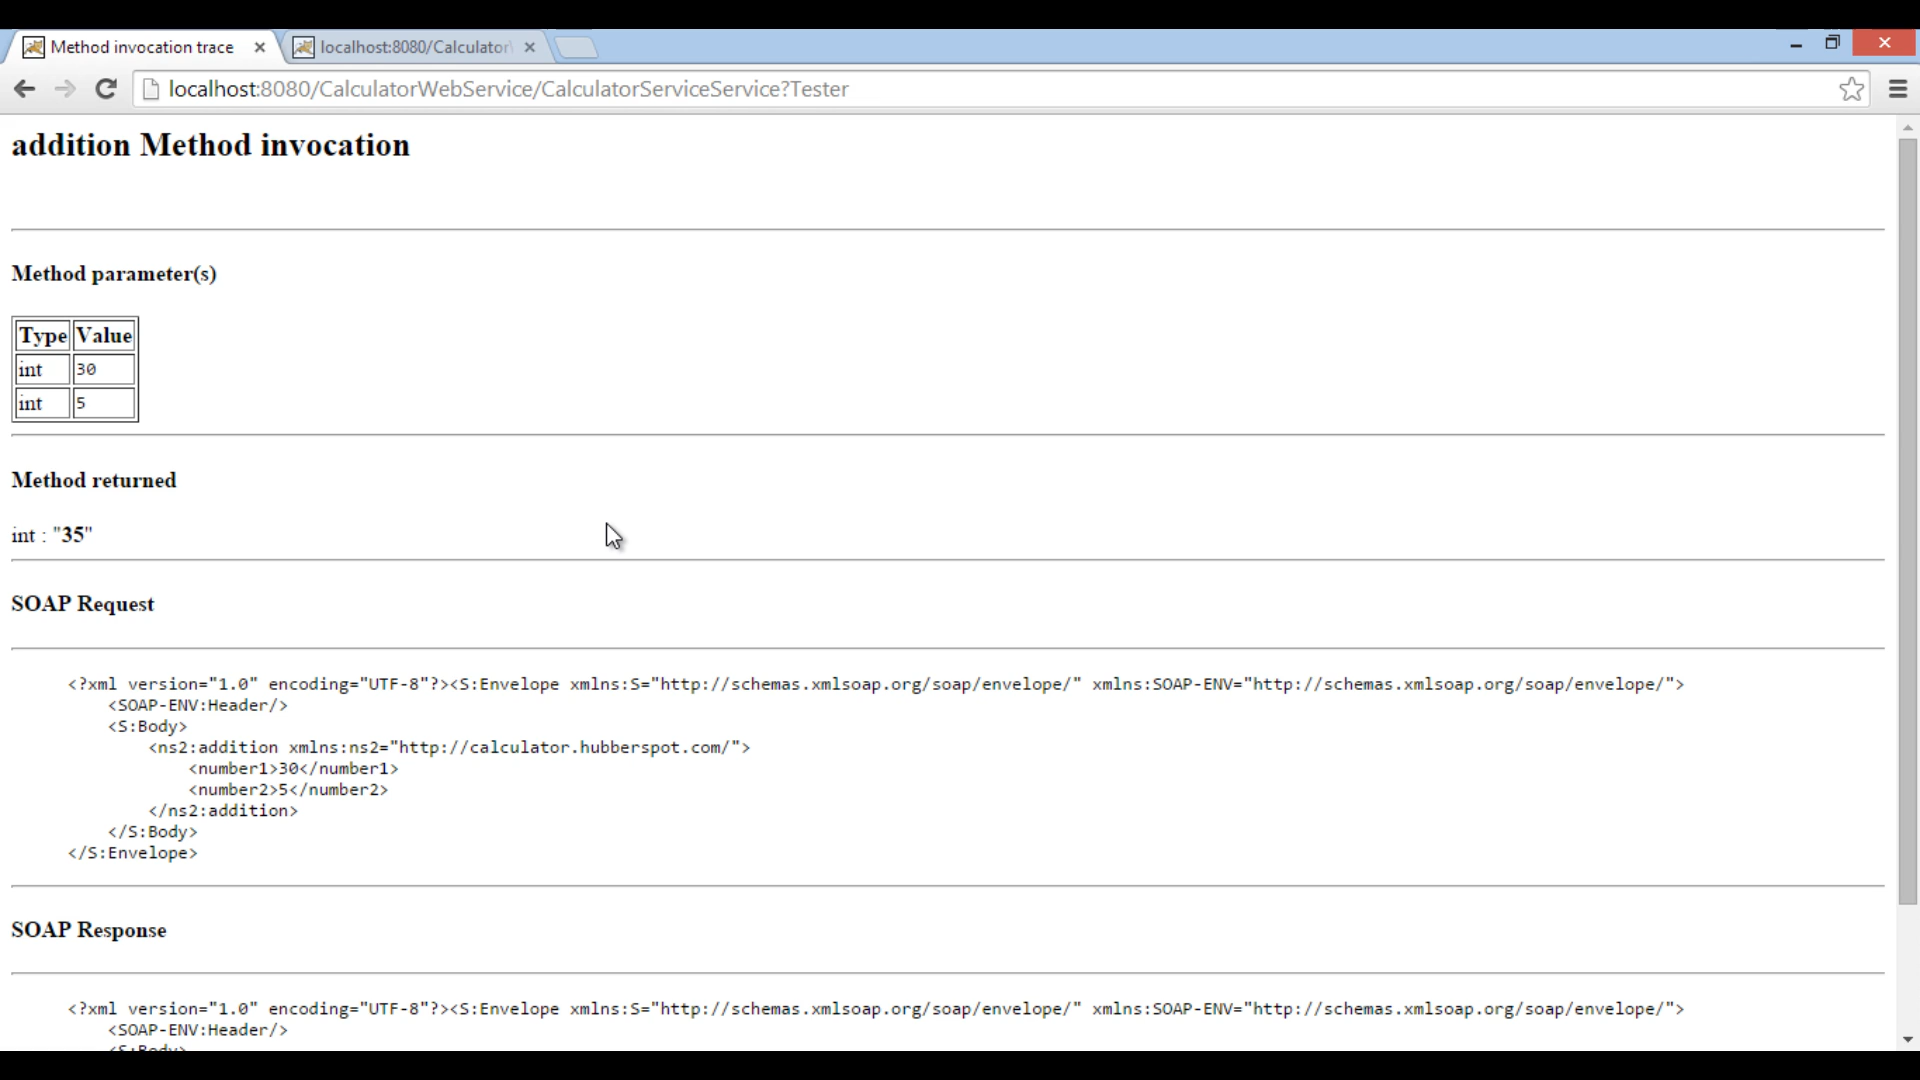 Method invocation trace
localhost:8080/Calculator
localhost:8080/CalculatorWebService/CalculatorServiceService?Tester
addition Method invocation
Method parameter(s)
Type Value
int 30
int 5
Method returned
int : "35"
SOAP Request
<?xml version="1.0" encoding="UTF-8"?><S:Envelope xmlns:S="http://schemas.xmlsoap.org/soap/envelope/" xmlns:SOAP-ENV="http://schemas.xmlsoap.org/soap/envelope/">
<SOAP-ENV:Header/>
<S:Body>
<ns2:addition xmlns:ns2="http://calculator.hubberspot.com/">
<number1>30</number1>
<number2>5</number2>
</ns2:addition>
</S:Body>
</S:Envelope>
SOAP Response
<?xml version="1.0" encoding="UTF-8"?><S:Envelope xmlns:S="http://schemas.xmlsoap.org/soap/envelope/" xmlns:SOAP-ENV="http://schemas.xmlsoap.org/soap/envelope/">
<SOAP-ENV:Header/>
<S:Body>